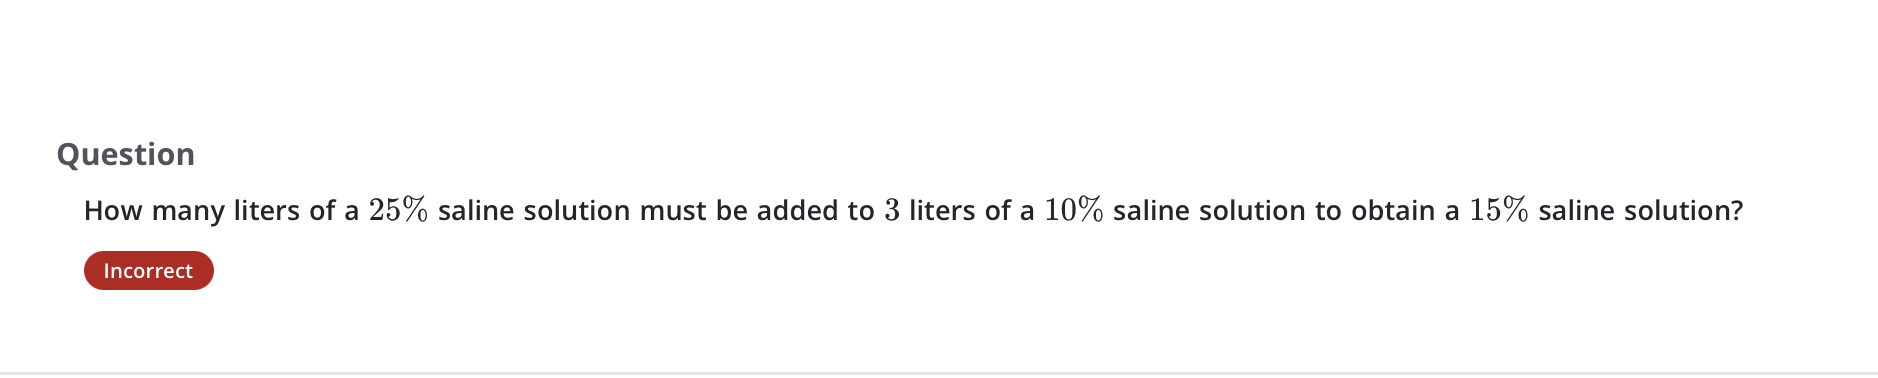 Question
How many liters of a 25% saline solution must be added to 3 liters of a 10% saline solution to obtain a 15% saline solution?
Incorrect